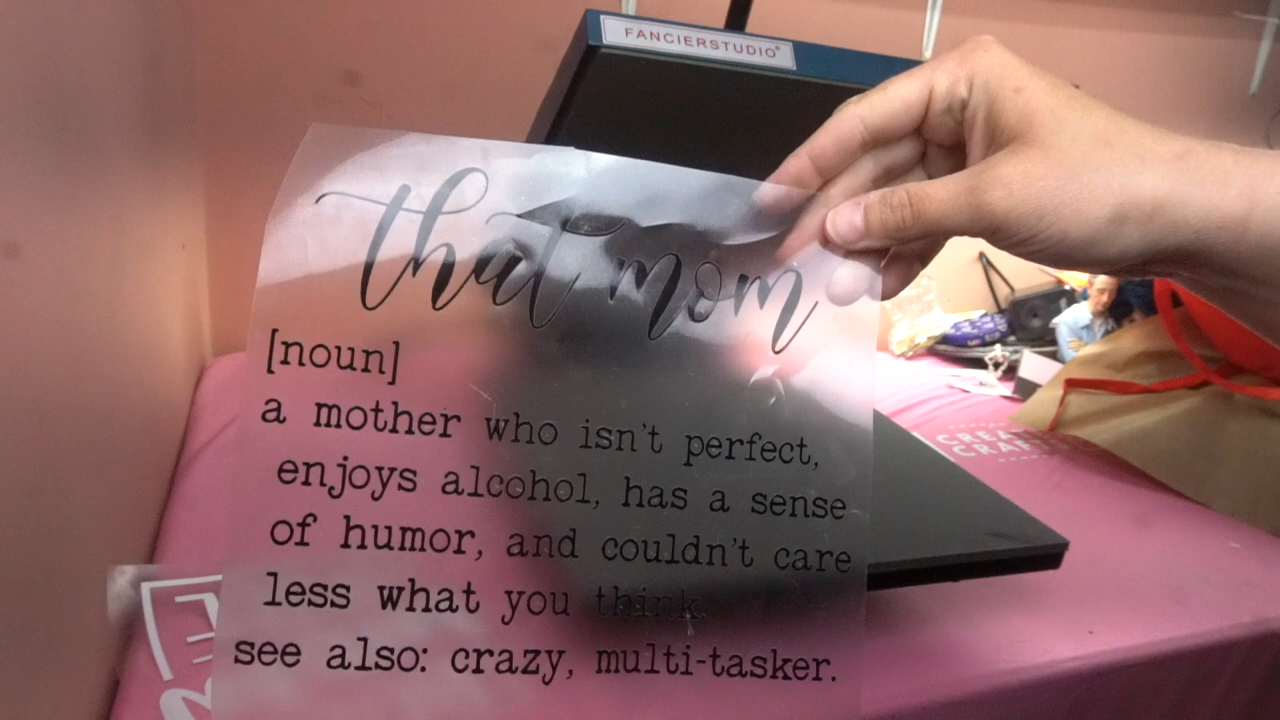 FANCIERSTUDIO®
that mom
[noun]
a mother who isn't perfect,
enjoys alcohol, has a sense
of humor, and couldn't care
less what you think.
see also: crazy, multi-tasker.